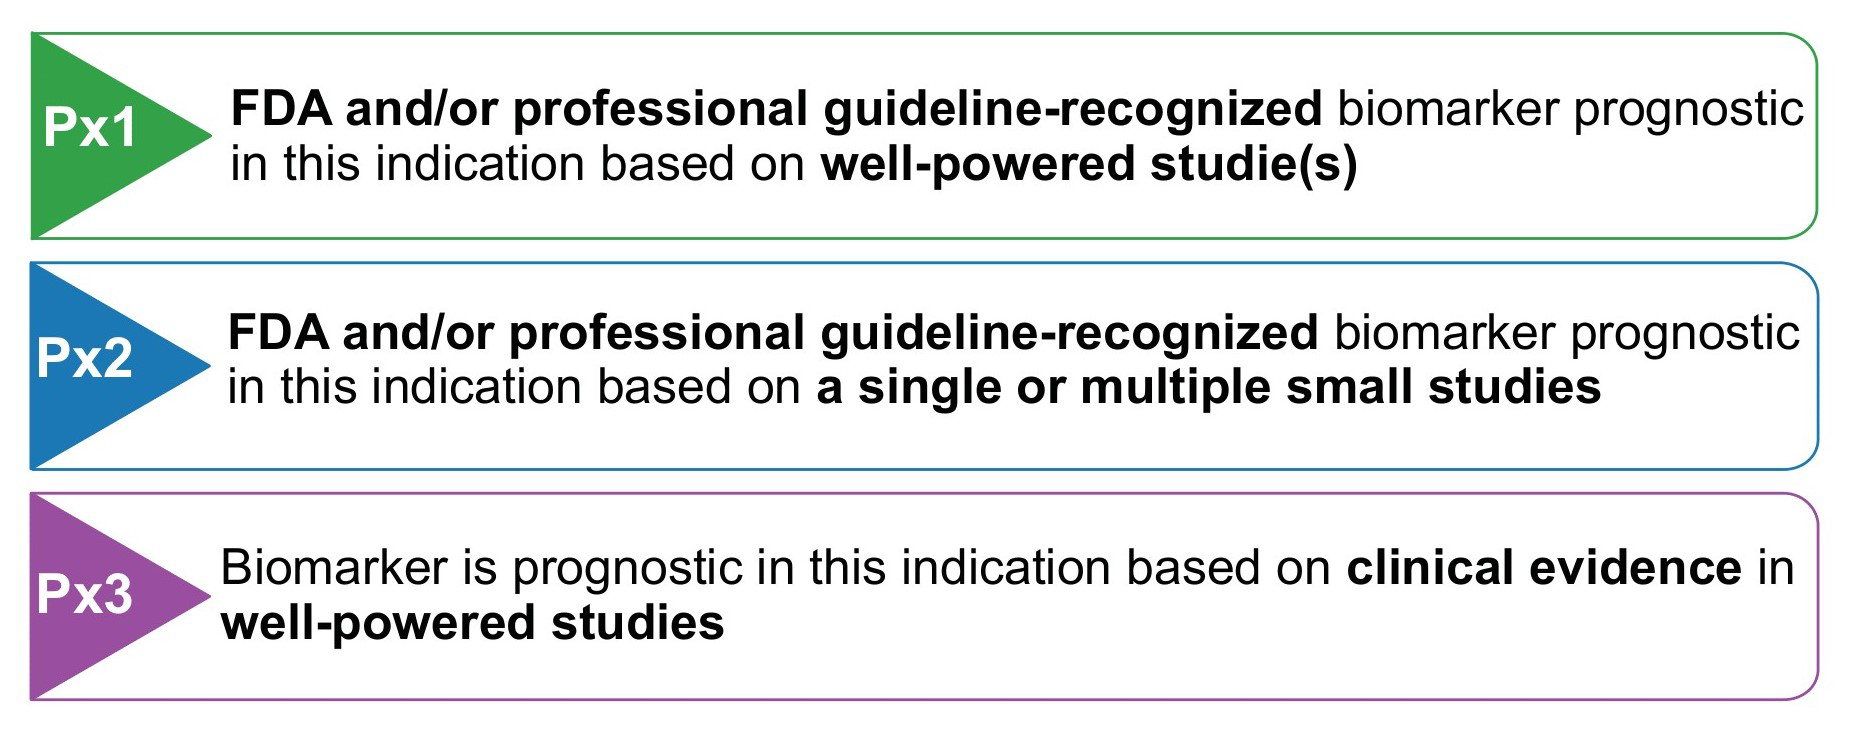 Px1
FDA and/or professional guideline-recognized biomarker prognostic
in this indication based on well-powered studie(s)
Px2
FDA and/or professional guideline-recognized biomarker prognostic
in this indication based on a single or multiple small studies
Px3
Biomarker is prognostic in this indication based on clinical evidence in
well-powered studies